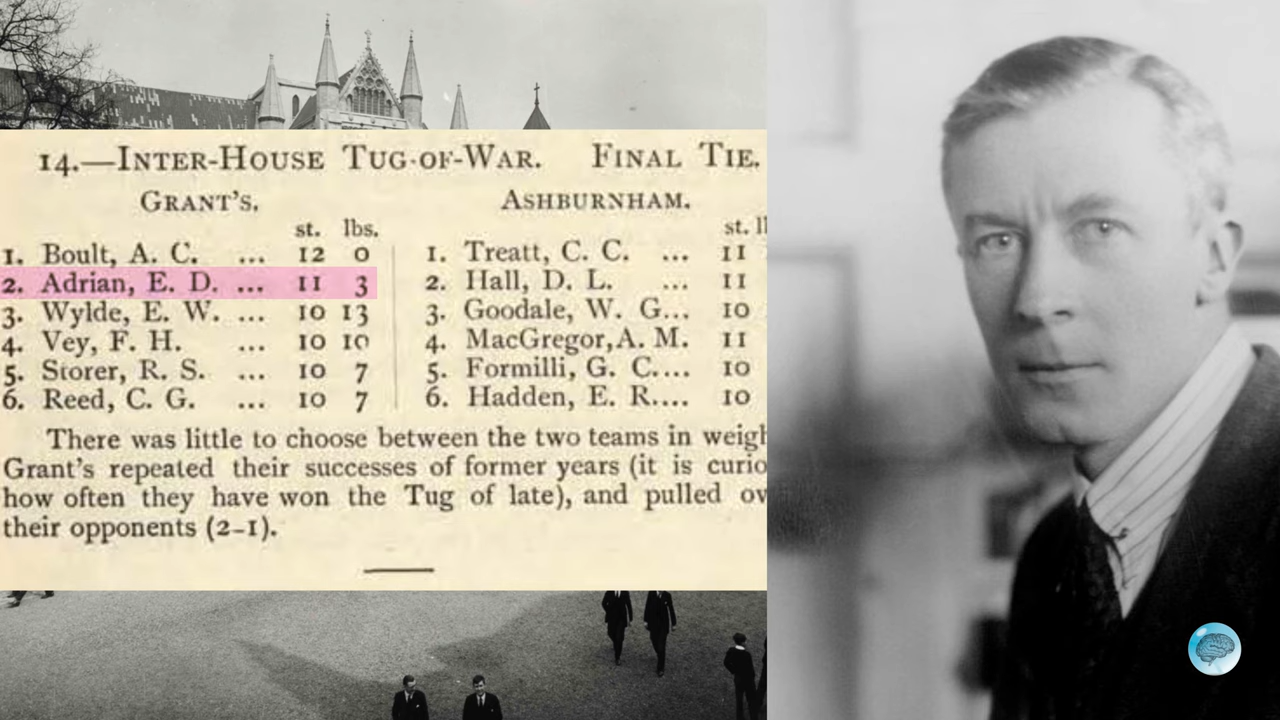 14.—INTER-HOUSE TUG-OF-WAR. FINAL TIE.
GRANT'S. ASHBURNHAM.
st. lbs. st.
1. Boult, A. C. ... 12 0 1. Treatt, C. C. ... 11
2. Adrian, E. D. ... 11 3 2. Hall, D. L. ... 11
3. Wylde, E. W. ... 10 13 3. Goodale, W. G... 10
4. Vey, F. H. ... 10 10 4. MacGregor, A. M. 11
5. Storer, R. S. ... 10 7 5. Formilli, G. C.... 10
6. Reed, C. G. ... 10 7 6. Hadden, E. R.... 10
There was little to choose between the two teams in weigh
Grant's repeated their successes of former years (it is curio
how often they have won the Tug of late), and pulled ov
their opponents (2-1).